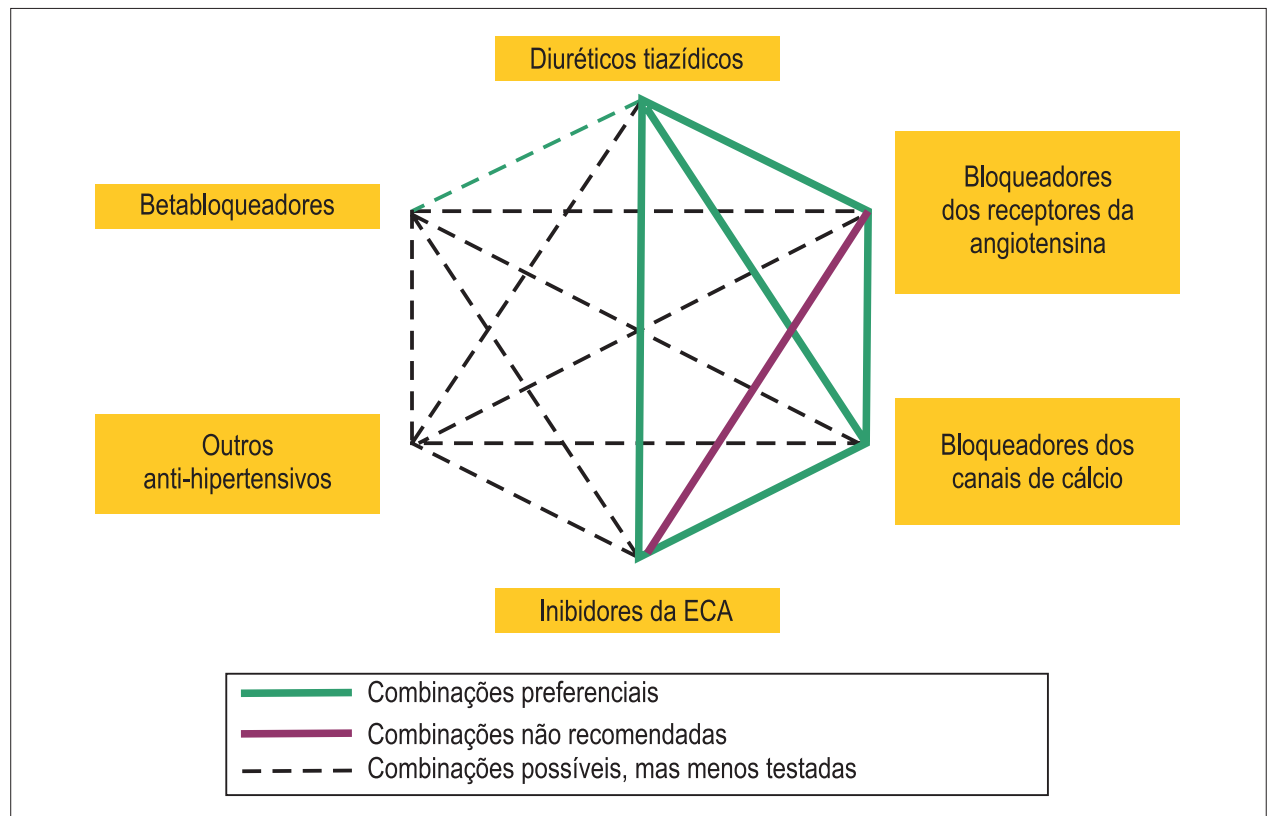 Diuréticos tiazídicos
Betabloqueadores
Bloqueadores
dos receptores da
angiotensina
Outros
anti-hipertensivos
Bloqueadores dos
canais de cálcio
Inibidores da ECA
Combinações preferenciais
Combinações não recomendadas
Combinações possíveis, mas menos testadas